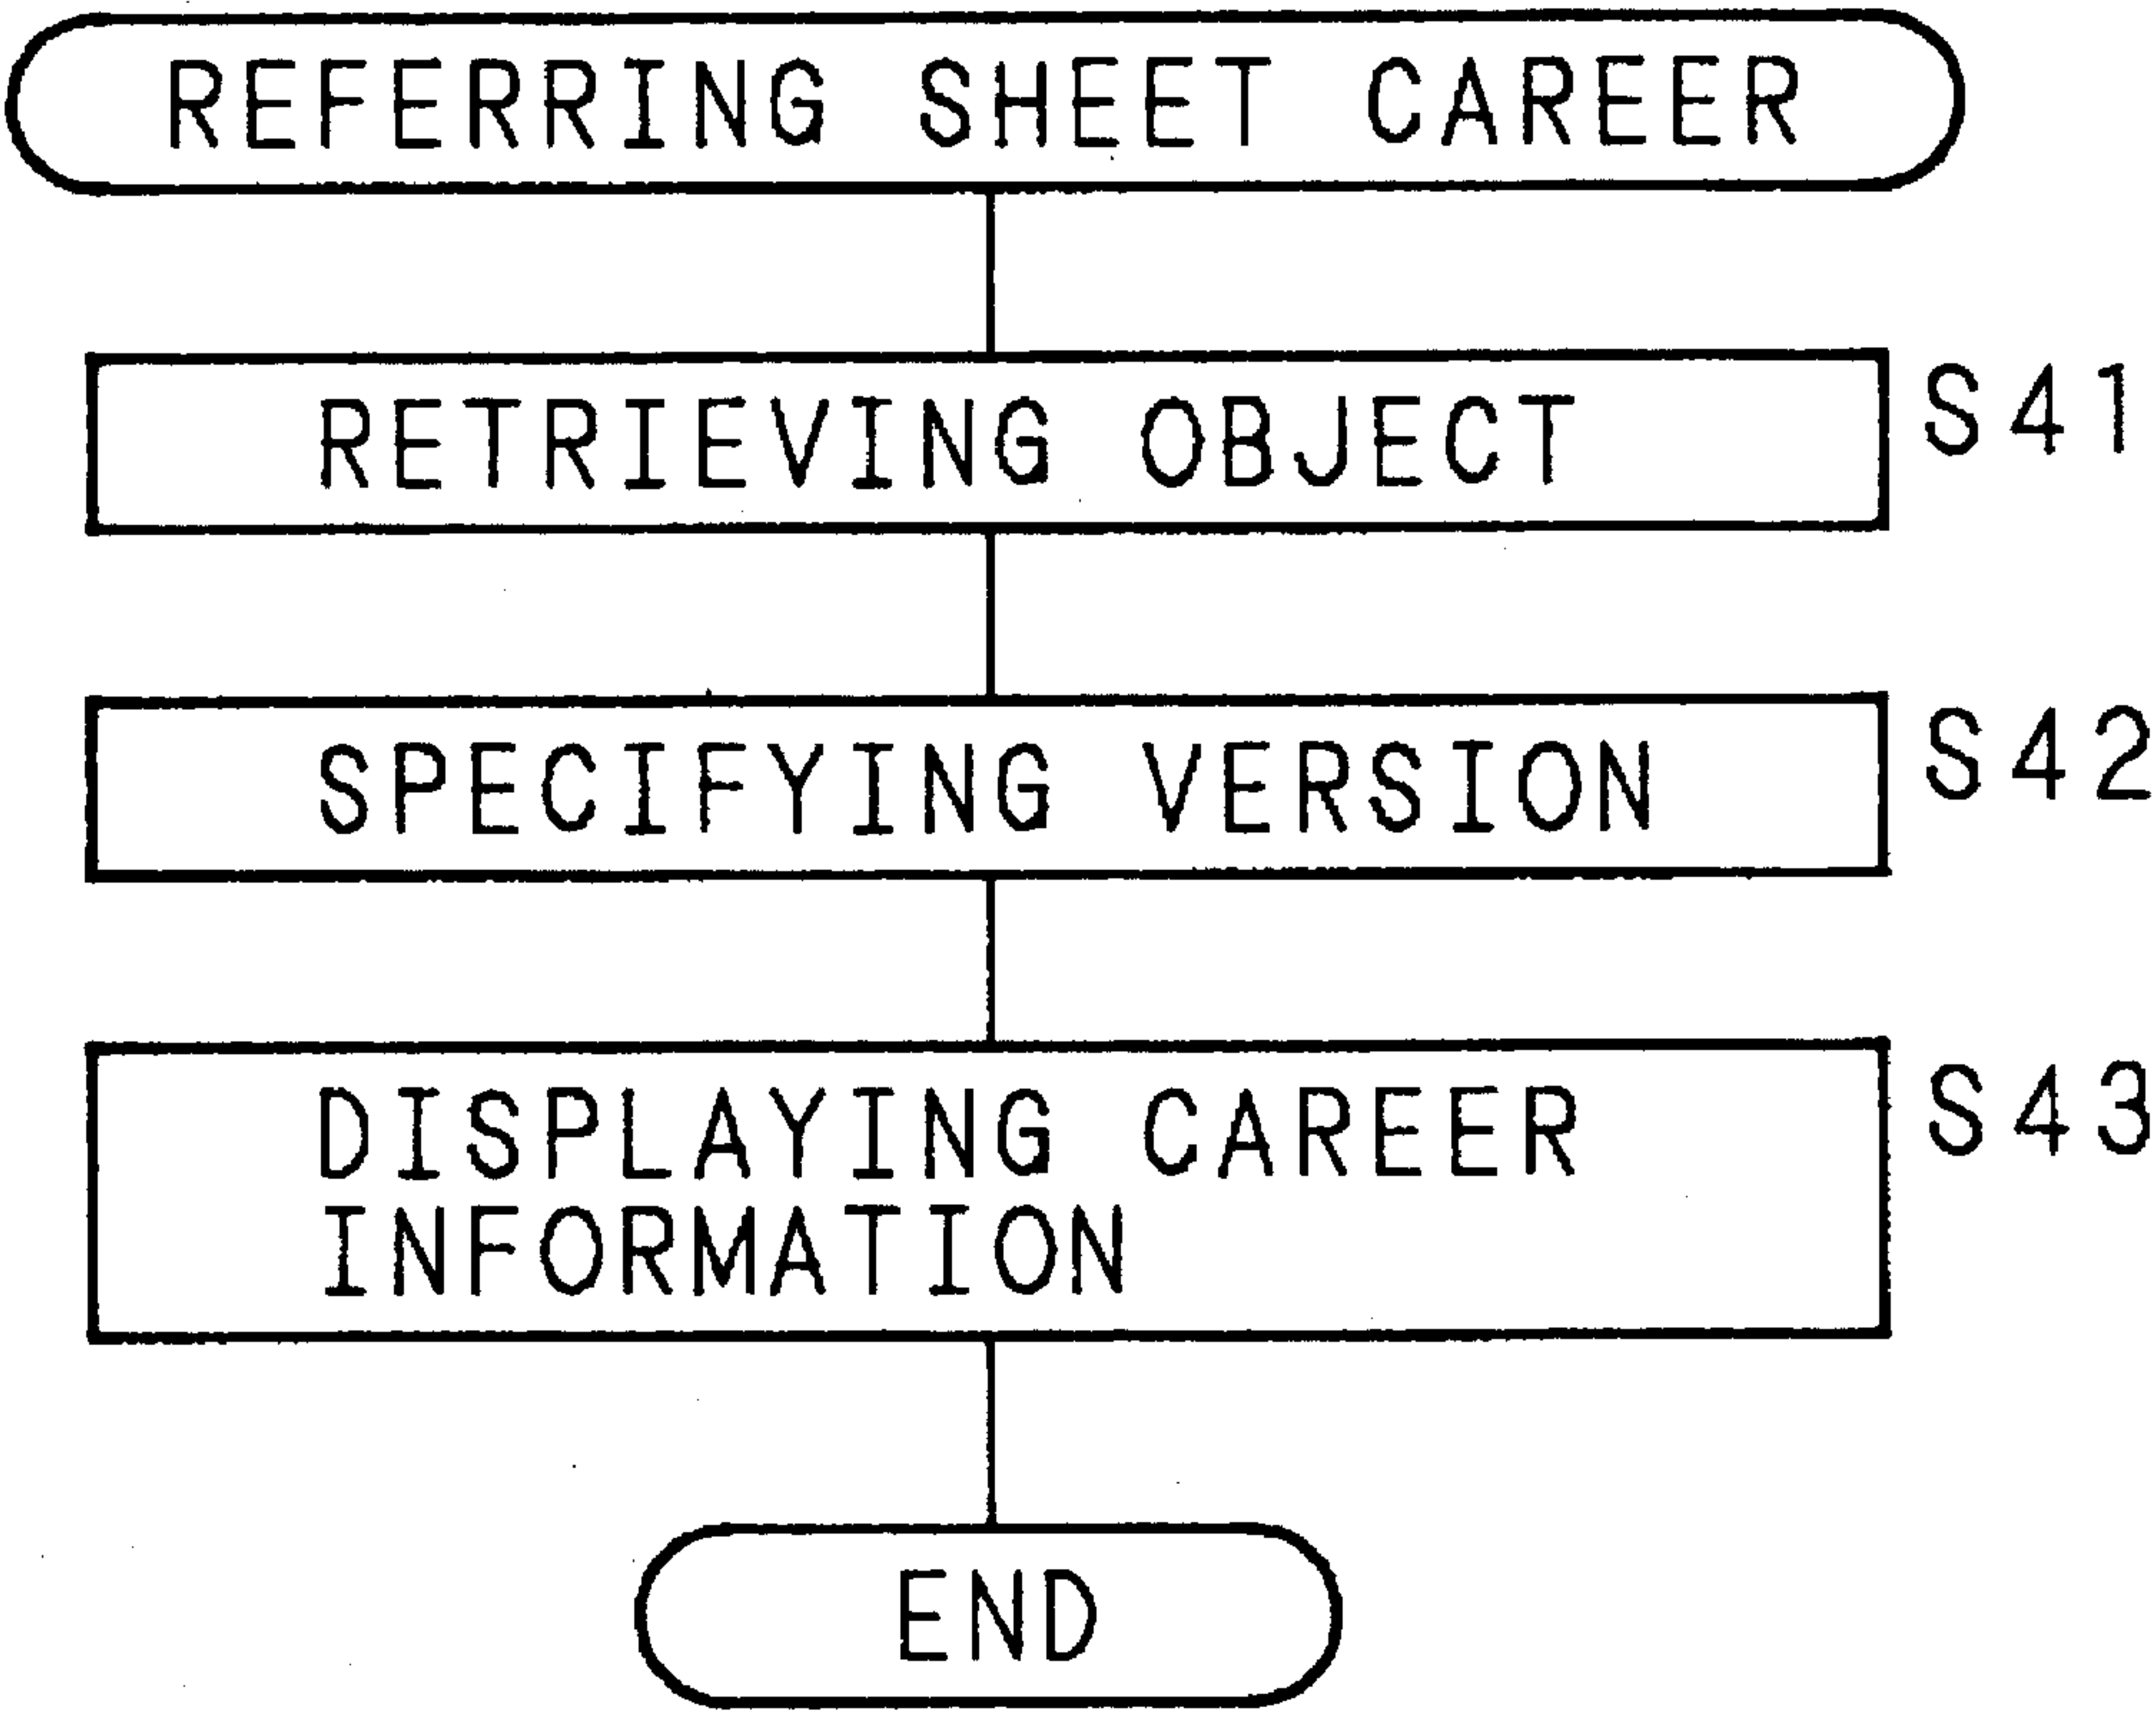 REFERRING SHEET CAREER
RETRIEVING OBJECT S41
SPECIFYING VERSION S42
DISPLAYING CAREER S43
INFORMATION
END